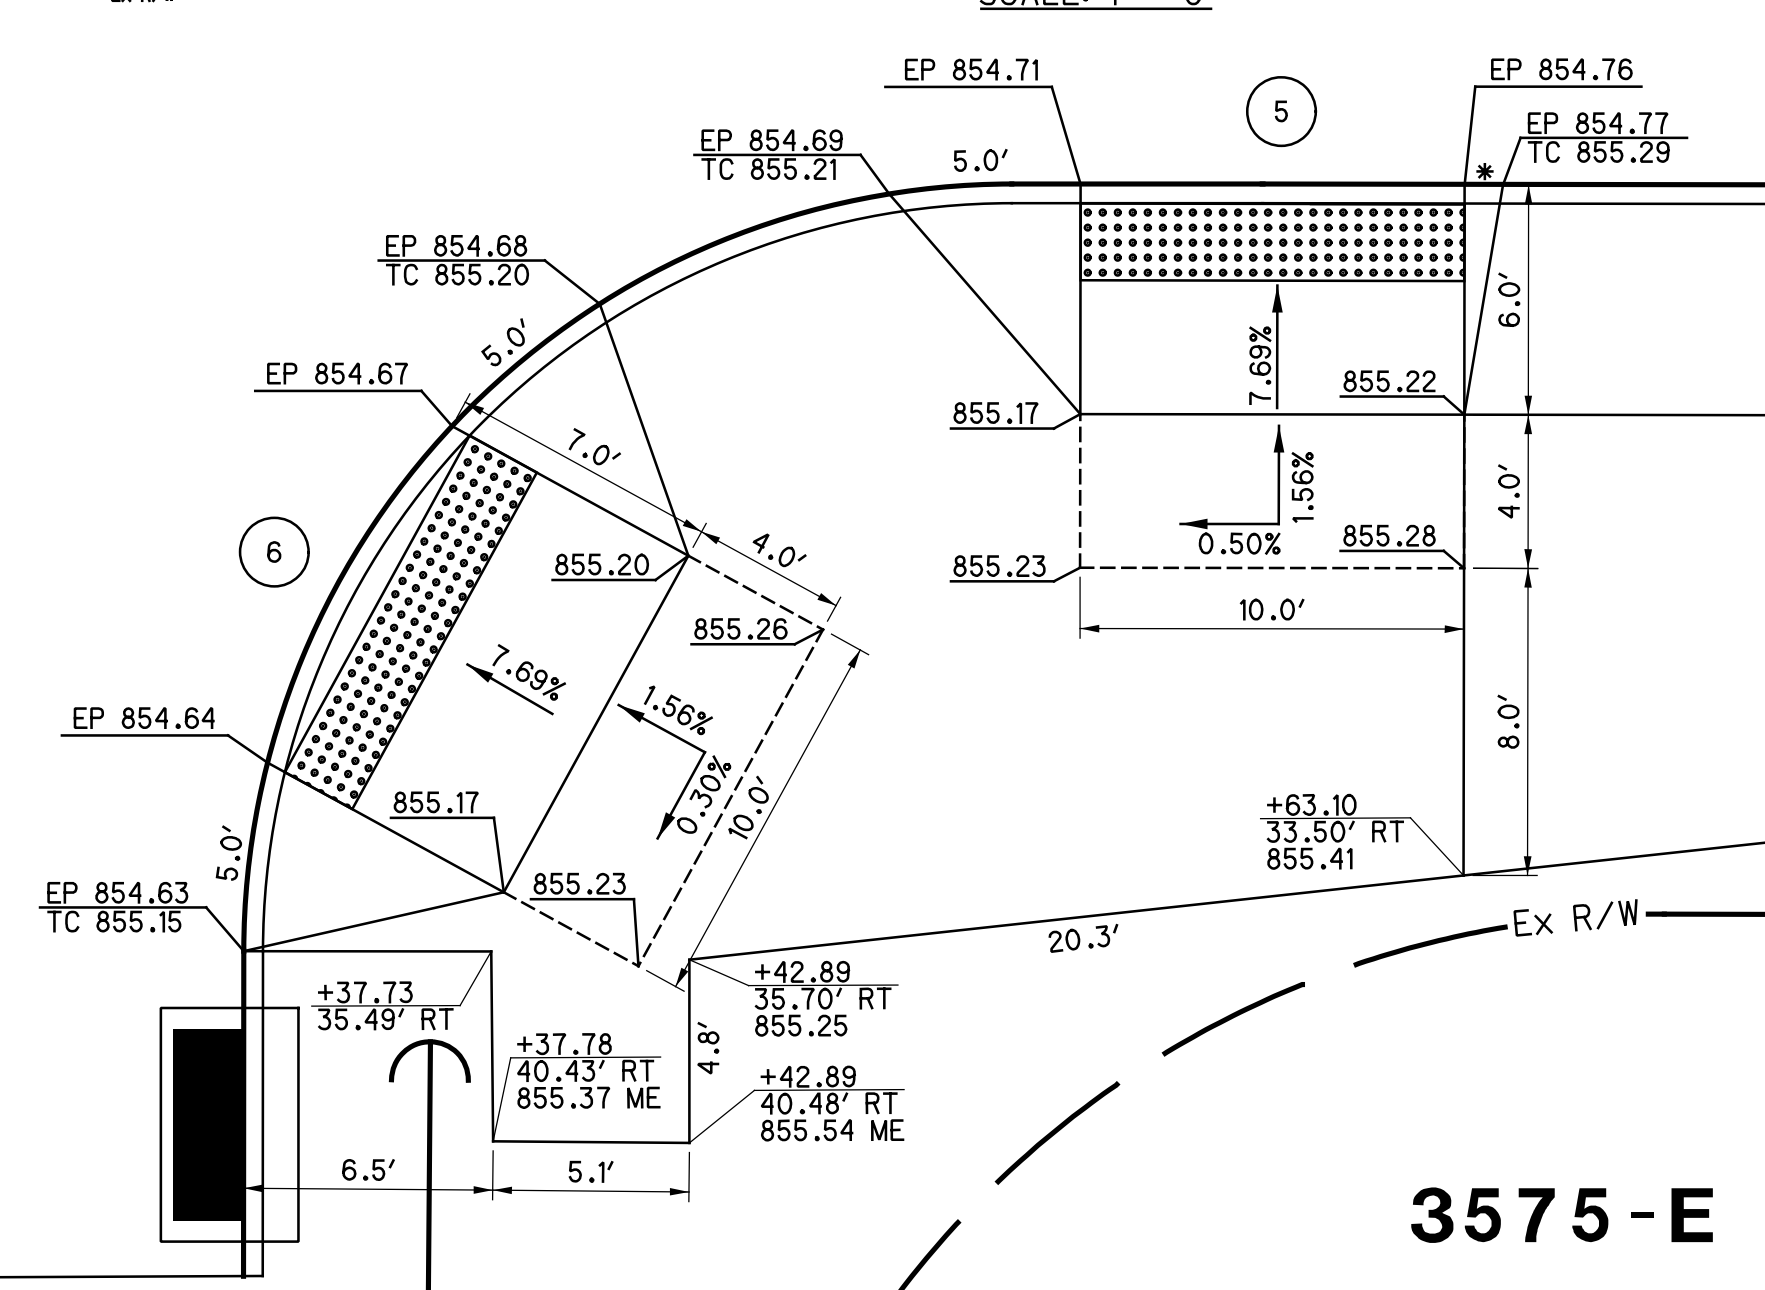 EP 854.71
5
EP 854.76
EP 854.77
TC 855.29
*
EP 854.69
TC 855.21
5.0'
EP 854.68
TC 855.20
5.0'
6.0'
7.69%
EP 854.67
855.22
855.17
7.0'
1.56%
4.0'
0.50%
855.28
855.23
4.0'
6
855.20
10.0'
855.26
7.69%
1.56%
0.30%
10.0'
8.0'
EP 854.64
855.17
+63.10
33.50' RT
855.41
5.0'
855.23
EP 854.63
TC 855.15
Ex R/W
20.3'
+37.73
35.49' RT
+42.89
35.70' RT
855.25
+37.78
40.43' RT
855.37 ME
4.8'
+42.89
40.48' RT
855.54 ME
6.5'
5.1'
3575-E